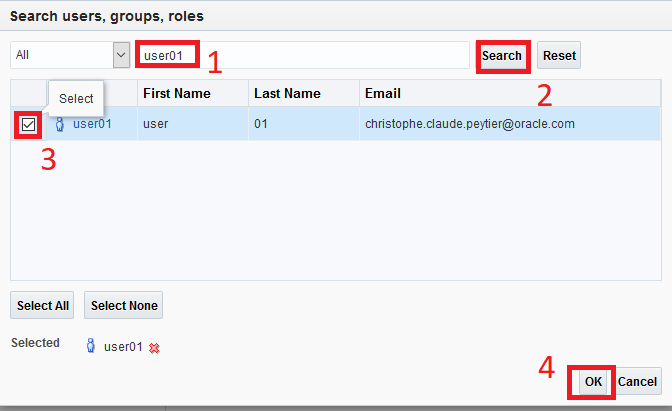 Search users, groups, roles
All user01 1 Search Reset
2
Select First Name Last Name Email
user01 user 01 christophe.claude.peytier@oracle.com
3
Select All Select None
Selected user01
4 OK Cancel